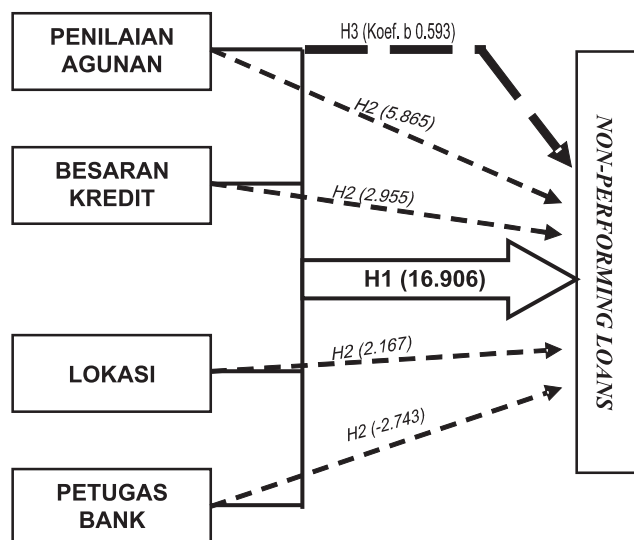 PENILAIAN
AGUNAN
H3 (Koef. b 0.593)
H2 (5.865)
BESARAN
KREDIT
H2 (2.955)
H1 (16.906)
LOKASI
H2 (2.167)
H2 (-2.743)
PETUGAS
BANK
NON-PERFORMING LOANS